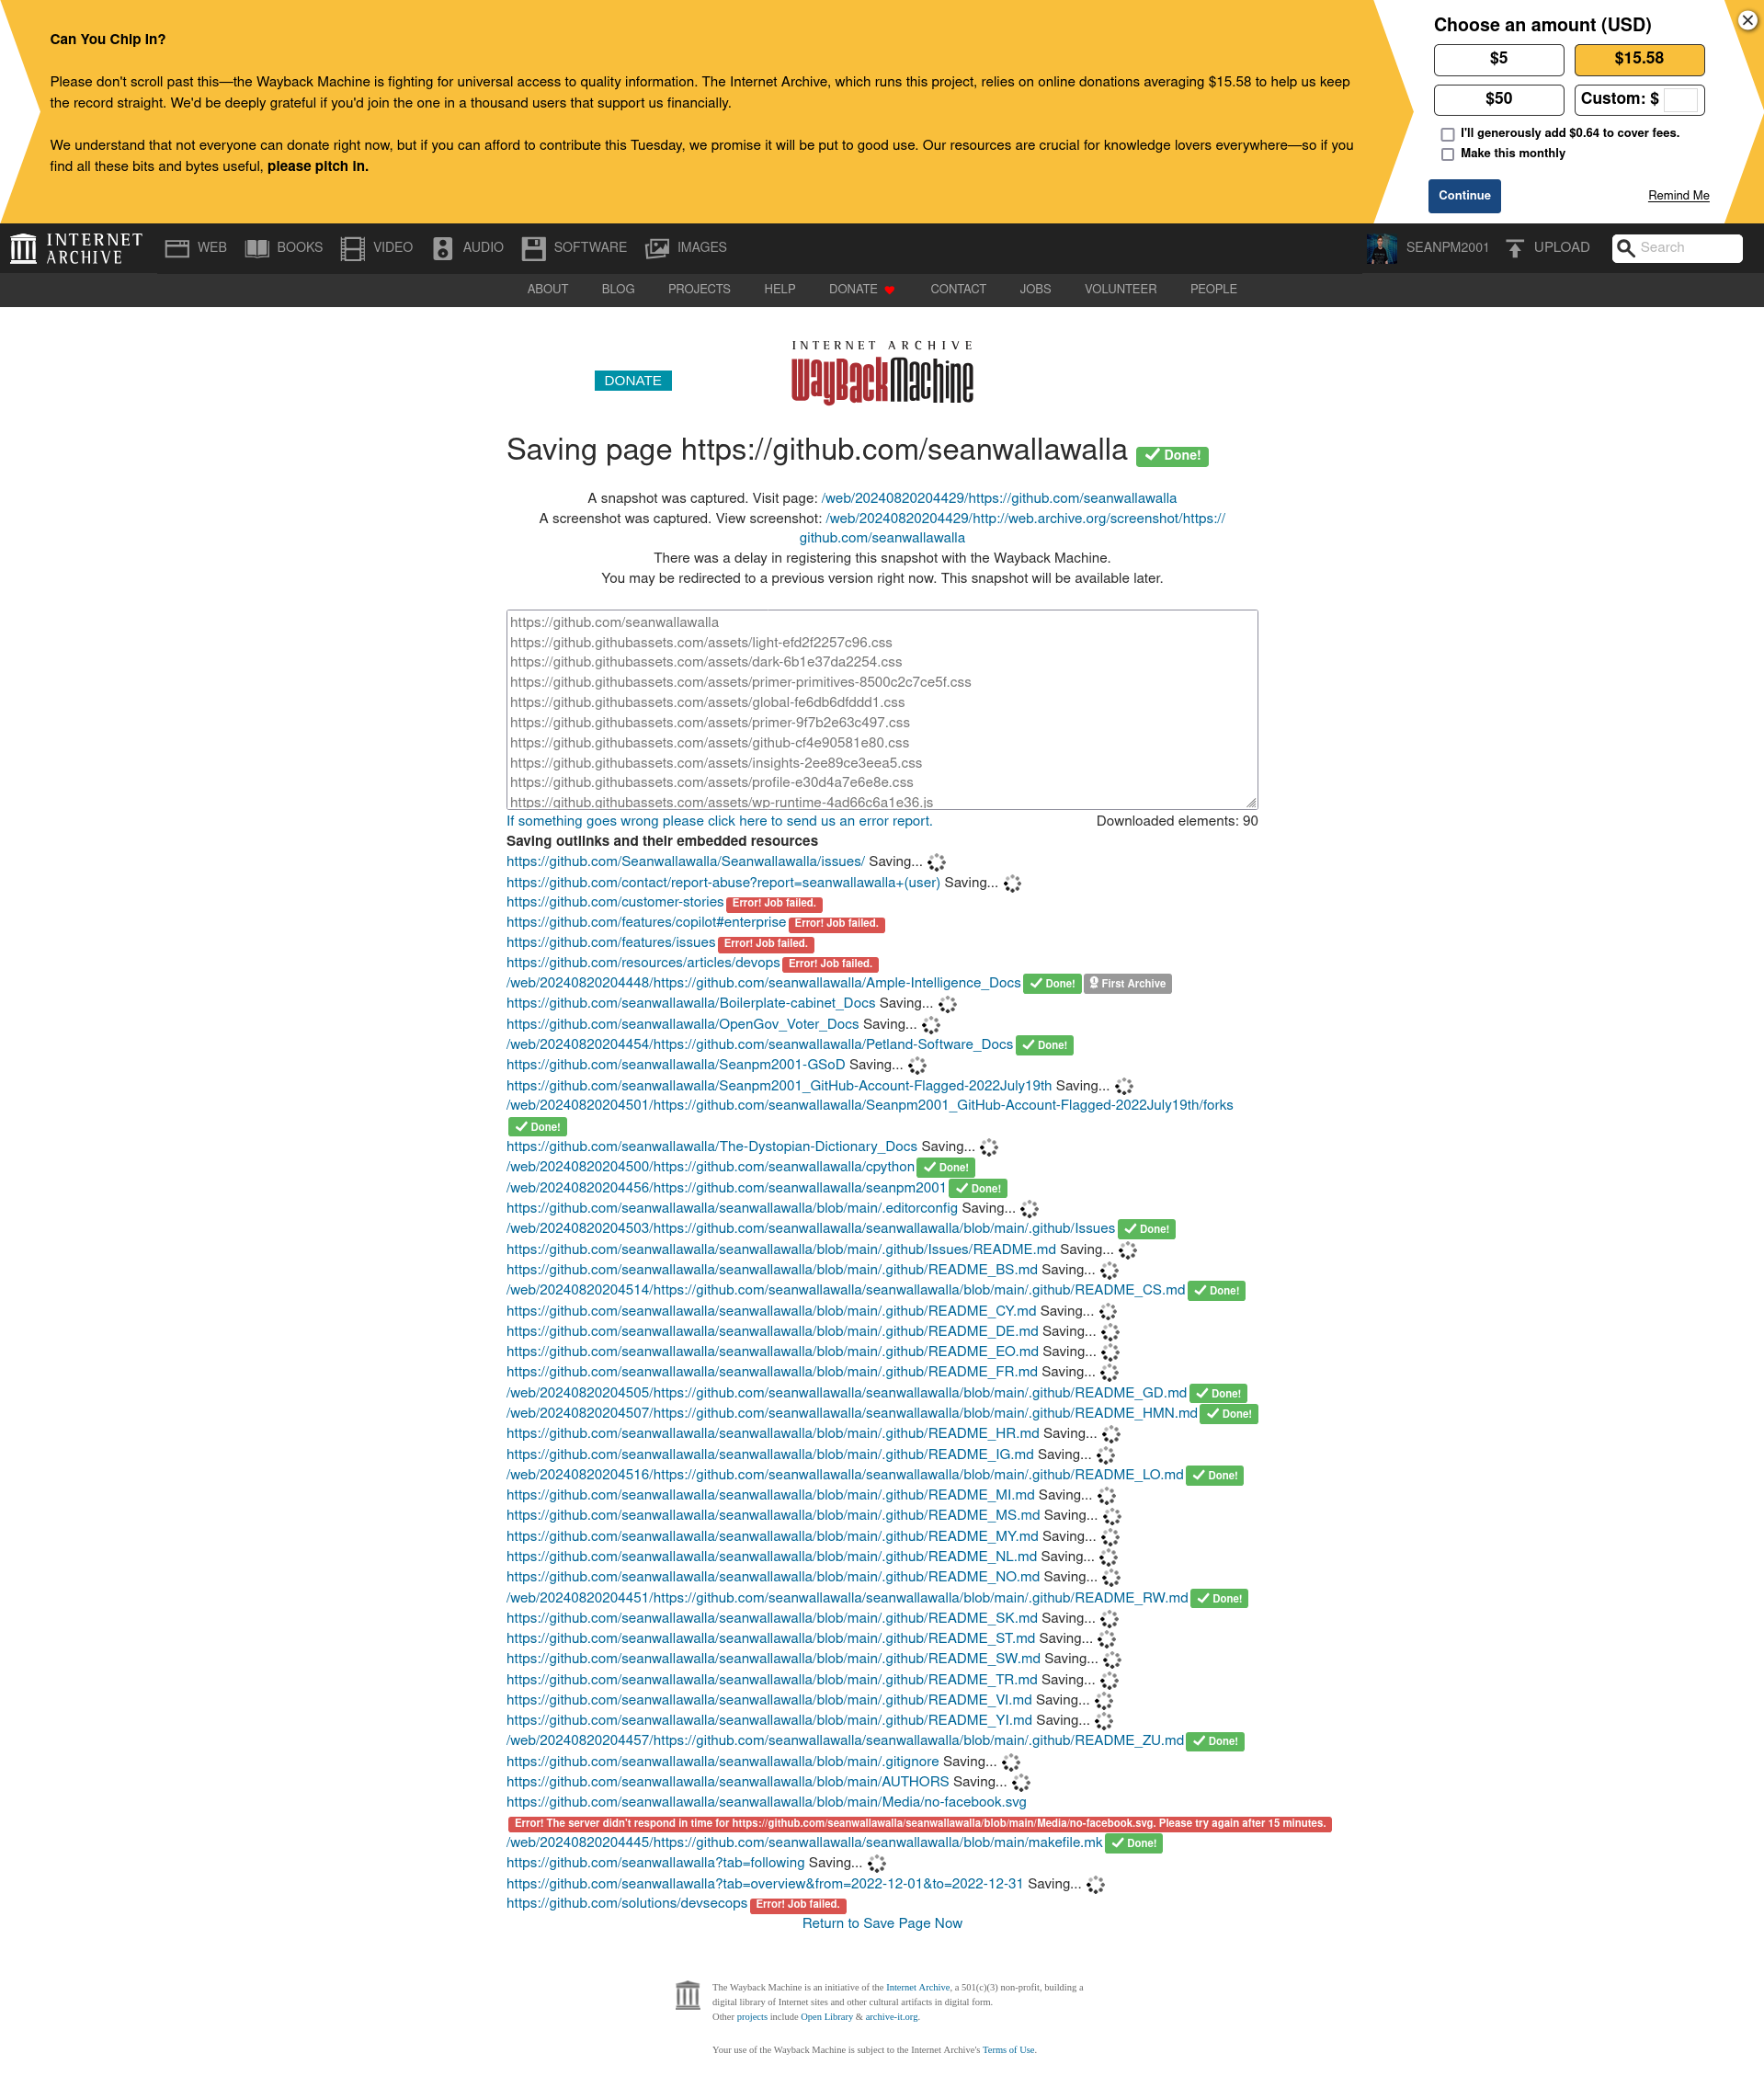 Can You Chip In?
Please don't scroll past this—the Wayback Machine is fighting for universal access to quality information. The Internet Archive, which runs this project, relies on online donations averaging $15.58 to help us keep
the record straight. We'd be deeply grateful if you'd join the one in a thousand users that support us financially.
We understand that not everyone can donate right now, but if you can afford to contribute this Tuesday, we promise it will be put to good use. Our resources are crucial for knowledge lovers everywhere—so if you
find all these bits and bytes useful, please pitch in.
Choose an amount (USD)
$5 $15.58
$50 Custom: $
I'll generously add $0.64 to cover fees.
Make this monthly
Continue Remind Me
INTERNET ARCHIVE WEB BOOKS VIDEO AUDIO SOFTWARE IMAGES SEANPM2001 UPLOAD Search
ABOUT BLOG PROJECTS HELP DONATE CONTACT JOBS VOLUNTEER PEOPLE
DONATE
INTERNET ARCHIVE
WayBackMachine
Saving page https://github.com/seanwallawalla Done!
A snapshot was captured. Visit page: /web/20240820204429/https://github.com/seanwallawalla
A screenshot was captured. View screenshot: /web/20240820204429/http://web.archive.org/screenshot/https://
github.com/seanwallawalla
There was a delay in registering this snapshot with the Wayback Machine.
You may be redirected to a previous version right now. This snapshot will be available later.
https://github.com/seanwallawalla
https://github.githubassets.com/assets/light-efd2f2257c96.css
https://github.githubassets.com/assets/dark-6b1e37da2254.css
https://github.githubassets.com/assets/primer-primitives-8500c2c7ce5f.css
https://github.githubassets.com/assets/global-fe6db6dfddd1.css
https://github.githubassets.com/assets/primer-9f7b2e63c497.css
https://github.githubassets.com/assets/github-cf4e90581e80.css
https://github.githubassets.com/assets/insights-2ee89ce3eea5.css
https://github.githubassets.com/assets/profile-e30d4a7e6e8e.css
https://github.githubassets.com/assets/wp-runtime-4ad66c6a1e36.js
If something goes wrong please click here to send us an error report. Downloaded elements: 90
Saving outlinks and their embedded resources
https://github.com/Seanwallawalla/Seanwallawalla/issues/ Saving...
https://github.com/contact/report-abuse?report=seanwallawalla+(user) Saving...
https://github.com/customer-stories Error! Job failed.
https://github.com/features/copilot#enterprise Error! Job failed.
https://github.com/features/issues Error! Job failed.
https://github.com/resources/articles/devops Error! Job failed.
/web/20240820204448/https://github.com/seanwallawalla/Ample-Intelligence_Docs Done! First Archive
https://github.com/seanwallawalla/Boilerplate-cabinet_Docs Saving...
https://github.com/seanwallawalla/OpenGov_Voter_Docs Saving...
/web/20240820204454/https://github.com/seanwallawalla/Petland-Software_Docs Done!
https://github.com/seanwallawalla/Seanpm2001-GSoD Saving...
https://github.com/seanwallawalla/Seanpm2001_GitHub-Account-Flagged-2022July19th Saving...
/web/20240820204501/https://github.com/seanwallawalla/Seanpm2001_GitHub-Account-Flagged-2022July19th/forks
Done!
https://github.com/seanwallawalla/The-Dystopian-Dictionary_Docs Saving...
/web/20240820204500/https://github.com/seanwallawalla/cpython Done!
/web/20240820204456/https://github.com/seanwallawalla/seanpm2001 Done!
https://github.com/seanwallawalla/seanwallawalla/blob/main/.editorconfig Saving...
/web/20240820204503/https://github.com/seanwallawalla/seanwallawalla/blob/main/.github/Issues Done!
https://github.com/seanwallawalla/seanwallawalla/blob/main/.github/Issues/README.md Saving...
https://github.com/seanwallawalla/seanwallawalla/blob/main/.github/README_BS.md Saving...
/web/20240820204514/https://github.com/seanwallawalla/seanwallawalla/blob/main/.github/README_CS.md Done!
https://github.com/seanwallawalla/seanwallawalla/blob/main/.github/README_CY.md Saving...
https://github.com/seanwallawalla/seanwallawalla/blob/main/.github/README_DE.md Saving...
https://github.com/seanwallawalla/seanwallawalla/blob/main/.github/README_EO.md Saving...
https://github.com/seanwallawalla/seanwallawalla/blob/main/.github/README_FR.md Saving...
/web/20240820204505/https://github.com/seanwallawalla/seanwallawalla/blob/main/.github/README_GD.md Done!
/web/20240820204507/https://github.com/seanwallawalla/seanwallawalla/blob/main/.github/README_HMN.md Done!
https://github.com/seanwallawalla/seanwallawalla/blob/main/.github/README_HR.md Saving...
https://github.com/seanwallawalla/seanwallawalla/blob/main/.github/README_IG.md Saving...
/web/20240820204516/https://github.com/seanwallawalla/seanwallawalla/blob/main/.github/README_LO.md Done!
https://github.com/seanwallawalla/seanwallawalla/blob/main/.github/README_MI.md Saving...
https://github.com/seanwallawalla/seanwallawalla/blob/main/.github/README_MS.md Saving...
https://github.com/seanwallawalla/seanwallawalla/blob/main/.github/README_MY.md Saving...
https://github.com/seanwallawalla/seanwallawalla/blob/main/.github/README_NL.md Saving...
https://github.com/seanwallawalla/seanwallawalla/blob/main/.github/README_NO.md Saving...
/web/20240820204451/https://github.com/seanwallawalla/seanwallawalla/blob/main/.github/README_RW.md Done!
https://github.com/seanwallawalla/seanwallawalla/blob/main/.github/README_SK.md Saving...
https://github.com/seanwallawalla/seanwallawalla/blob/main/.github/README_ST.md Saving...
https://github.com/seanwallawalla/seanwallawalla/blob/main/.github/README_SW.md Saving...
https://github.com/seanwallawalla/seanwallawalla/blob/main/.github/README_TR.md Saving...
https://github.com/seanwallawalla/seanwallawalla/blob/main/.github/README_VI.md Saving...
https://github.com/seanwallawalla/seanwallawalla/blob/main/.github/README_YI.md Saving...
/web/20240820204457/https://github.com/seanwallawalla/seanwallawalla/blob/main/.github/README_ZU.md Done!
https://github.com/seanwallawalla/seanwallawalla/blob/main/.gitignore Saving...
https://github.com/seanwallawalla/seanwallawalla/blob/main/AUTHORS Saving...
https://github.com/seanwallawalla/seanwallawalla/blob/main/Media/no-facebook.svg
Error! The server didn't respond in time for https://github.com/seanwallawalla/seanwallawalla/blob/main/Media/no-facebook.svg. Please try again after 15 minutes.
/web/20240820204445/https://github.com/seanwallawalla/seanwallawalla/blob/main/makefile.mk Done!
https://github.com/seanwallawalla?tab=following Saving...
https://github.com/seanwallawalla?tab=overview&from=2022-12-01&to=2022-12-31 Saving...
https://github.com/solutions/devsecops Error! Job failed.
Return to Save Page Now
The Wayback Machine is an initiative of the Internet Archive, a 501(c)(3) non-profit, building a
digital library of Internet sites and other cultural artifacts in digital form.
Other projects include Open Library & archive-it.org.
Your use of the Wayback Machine is subject to the Internet Archive's Terms of Use.